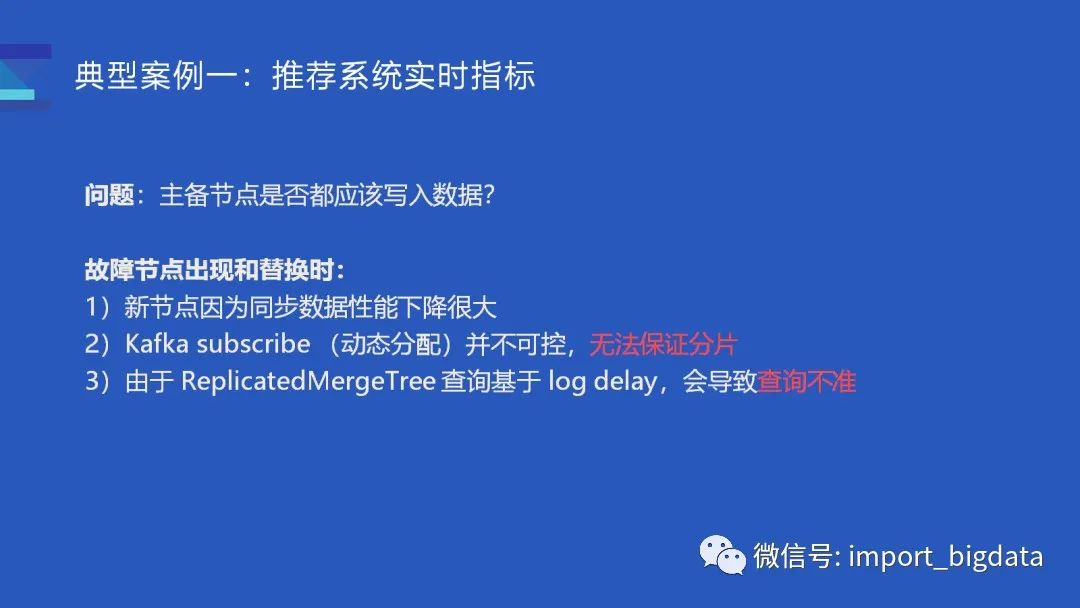 典型案例一：推荐系统实时指标
问题：主备节点是否都应该写入数据？
故障节点出现和替换时：
1）新节点因为同步数据性能下降很大
2）Kafka subscribe （动态分配）并不可控，无法保证分片
3）由于 ReplicatedMergeTree 查询基于 log delay，会导致查询不准
微信号: import_bigdata